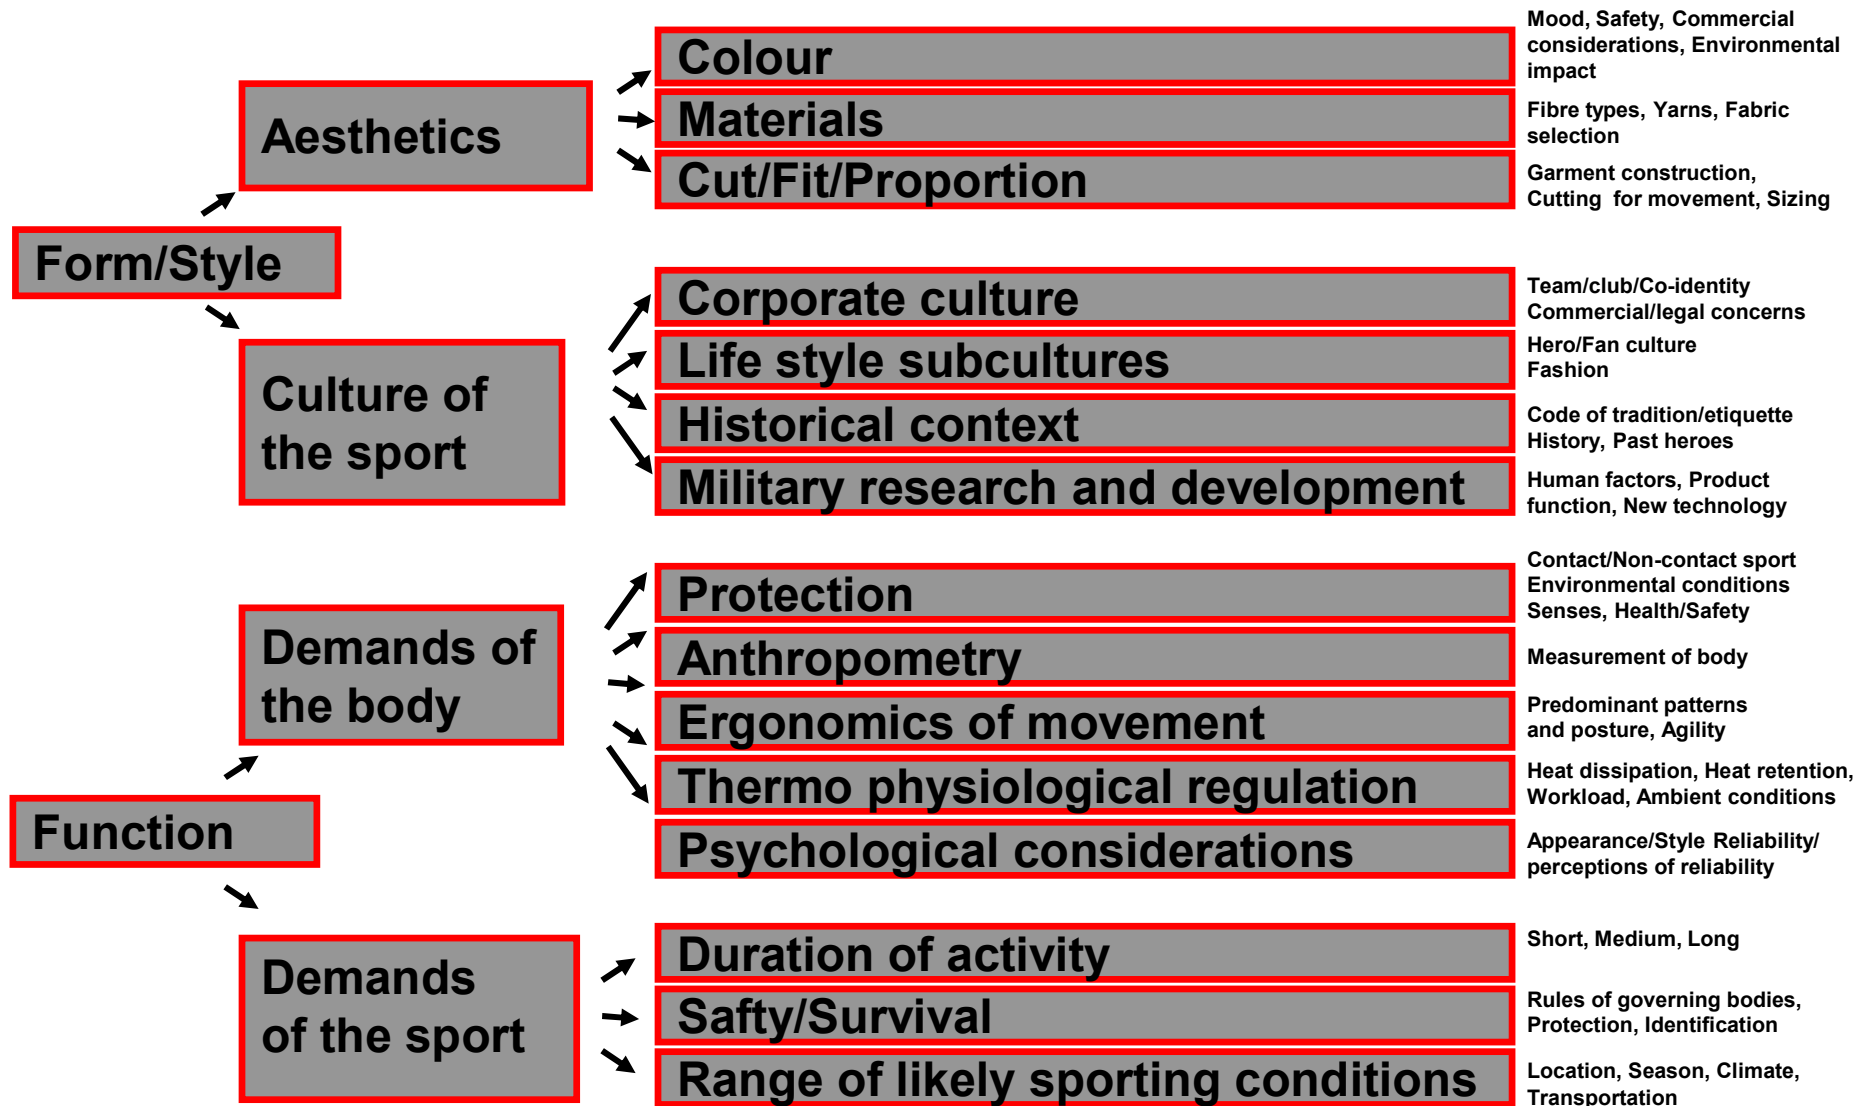 Form/Style
Aesthetics
Colour
Mood, Safety, Commercial
considerations, Environmental
impact
Materials
Fibre types, Yarns, Fabric
selection
Cut/Fit/Proportion
Garment construction,
Cutting for movement, Sizing
Culture of
the sport
Corporate culture
Team/club/Co-identity
Commercial/legal concerns
Life style subcultures
Hero/Fan culture
Fashion
Historical context
Code of tradition/etiquette
History, Past heroes
Military research and development
Human factors, Product
function, New technology
Function
Demands of
the body
Protection
Contact/Non-contact sport
Environmental conditions
Senses, Health/Safety
Anthropometry
Measurement of body
Ergonomics of movement
Predominant patterns
and posture, Agility
Thermo physiological regulation
Heat dissipation, Heat retention,
Workload, Ambient conditions
Psychological considerations
Appearance/Style Reliability/
perceptions of reliability
Demands
of the sport
Duration of activity
Short, Medium, Long
Safty/Survival
Rules of governing bodies,
Protection, Identification
Range of likely sporting conditions
Location, Season, Climate,
Transportation